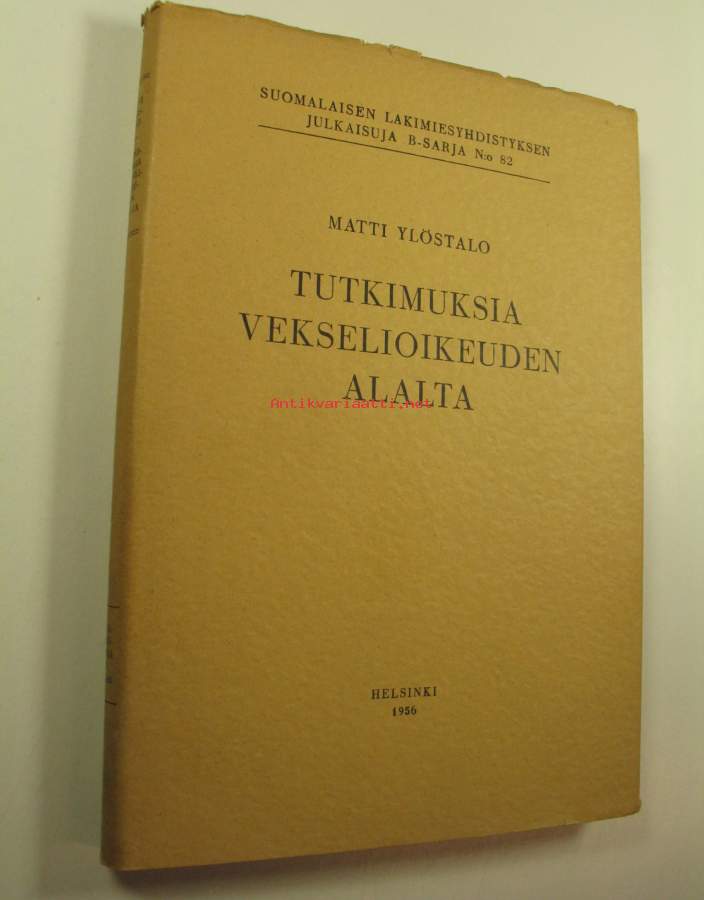 SUOMALAISEN LAKIMIESYHDISTYKSEN
JULKAISUJA B-SARJA N:o 82
MATTI YLÖSTALO
TUTKIMUKSIA
VEKSELIOIKEUDEN
ALALTA
Antikvariaatti.net
HELSINKI
1956